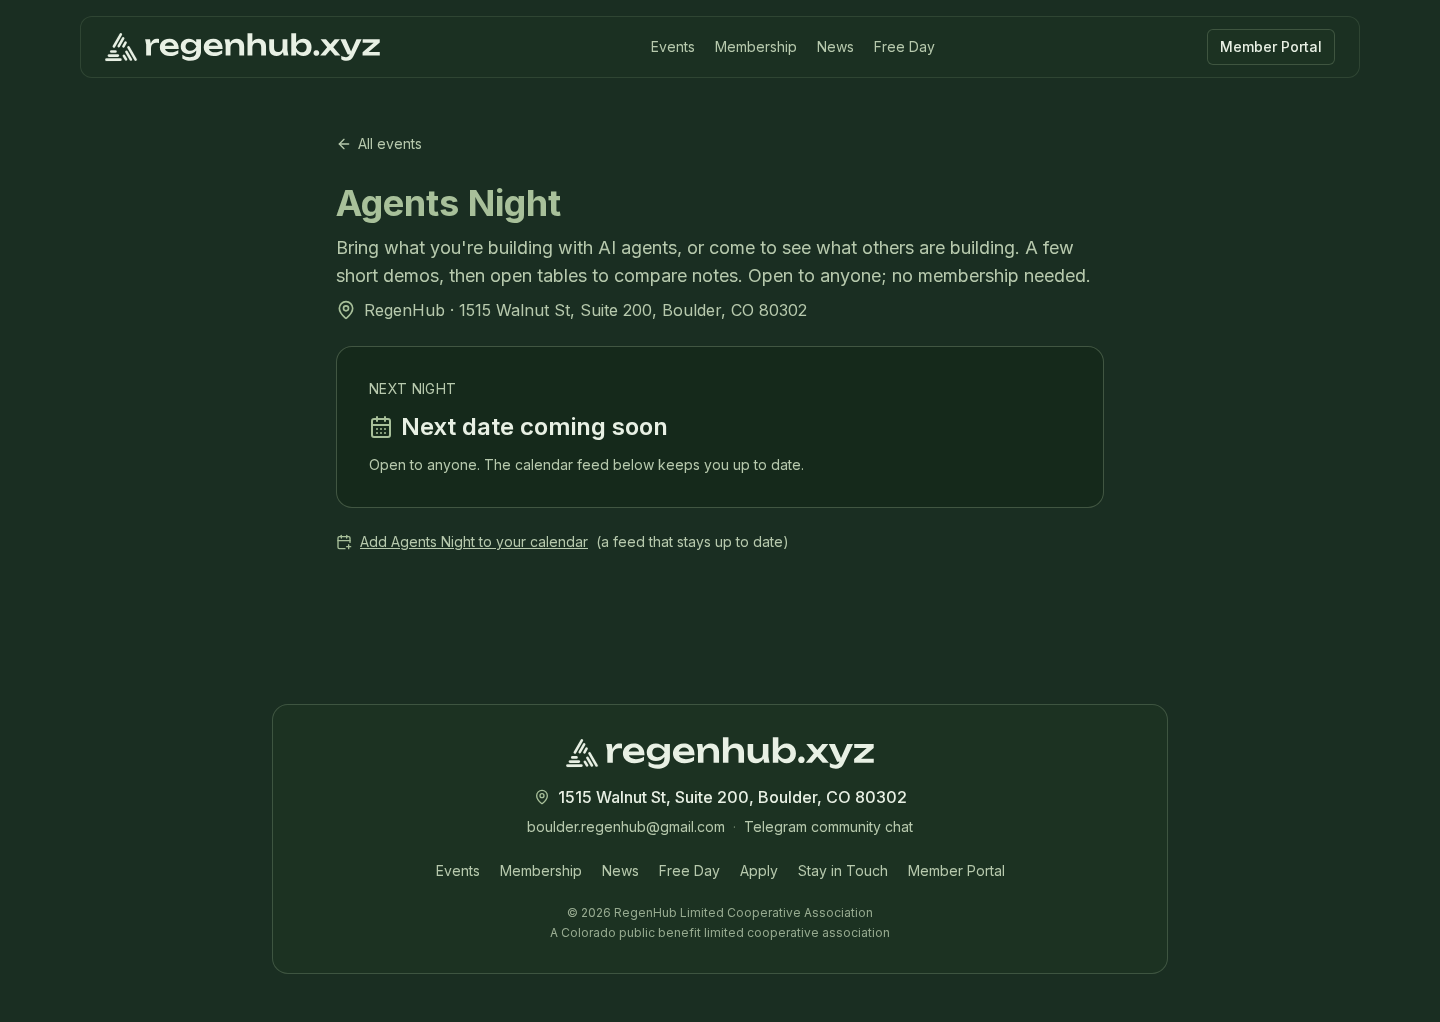 regenhub.xyz
Events
Membership
News
Free Day
Member Portal
All events
Agents Night
Bring what you're building with AI agents, or come to see what others are building. A few
short demos, then open tables to compare notes. Open to anyone; no membership needed.
RegenHub · 1515 Walnut St, Suite 200, Boulder, CO 80302
NEXT NIGHT
Next date coming soon
Open to anyone. The calendar feed below keeps you up to date.
Add Agents Night to your calendar (a feed that stays up to date)
regenhub.xyz
1515 Walnut St, Suite 200, Boulder, CO 80302
boulder.regenhub@gmail.com · Telegram community chat
Events
Membership
News
Free Day
Apply
Stay in Touch
Member Portal
© 2026 RegenHub Limited Cooperative Association
A Colorado public benefit limited cooperative association